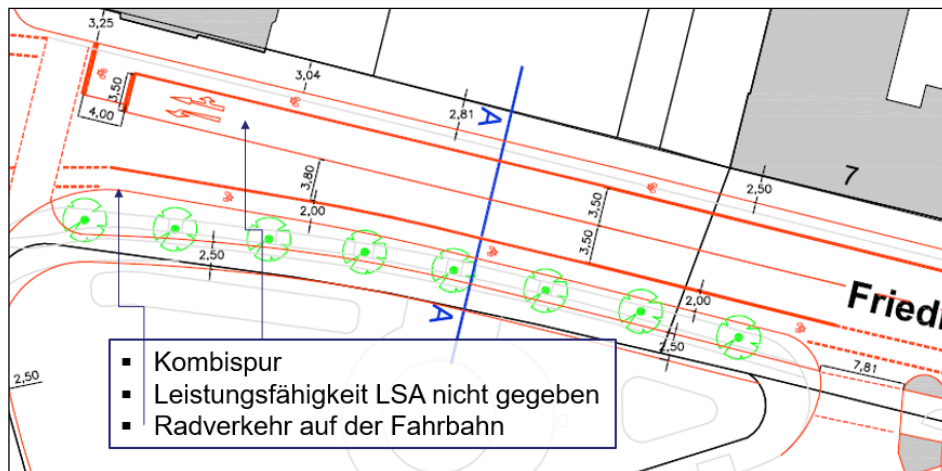 3,25
3,50
4,00
3,04
2,81
A
2,50
7
3,80
2,00
3,50
3,50
2,50
A
2,00
2,50
Friedr
7,81
2,50
▪ Kombispur
▪ Leistungsfähigkeit LSA nicht gegeben
▪ Radverkehr auf der Fahrbahn